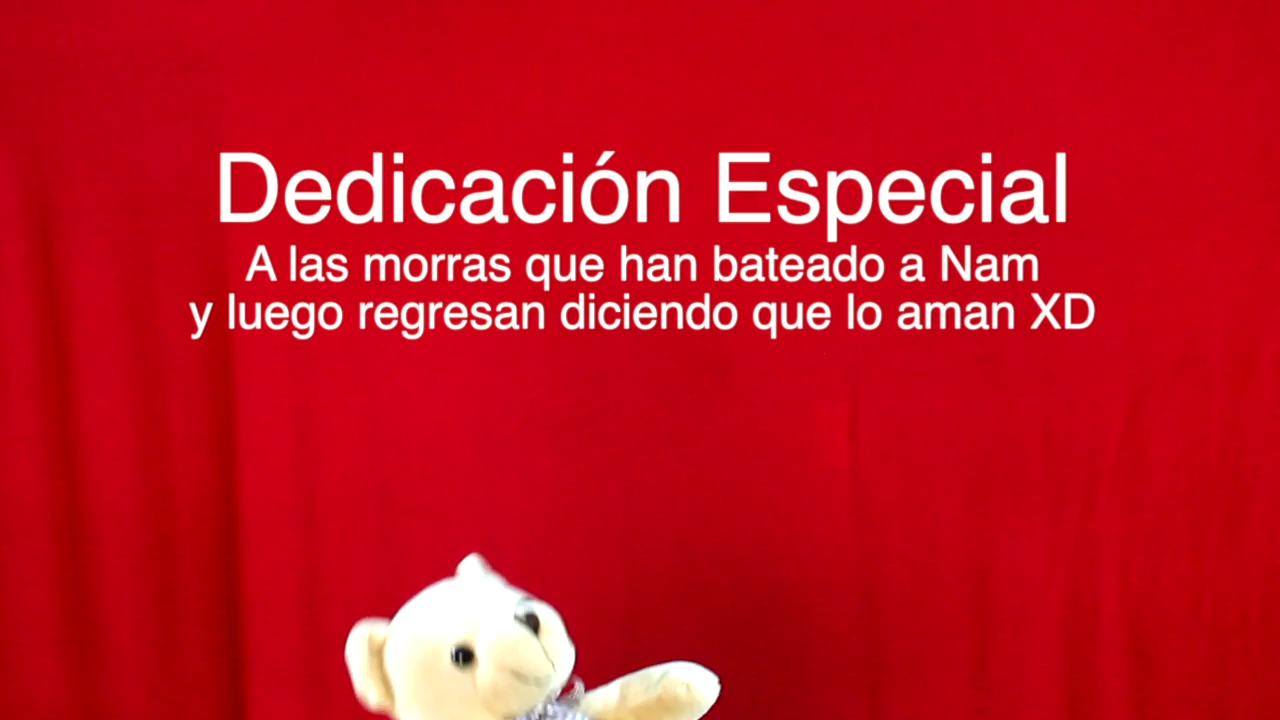 Dedicación Especial
A las morras que han bateado a Nam
y luego regresan diciendo que lo aman XD